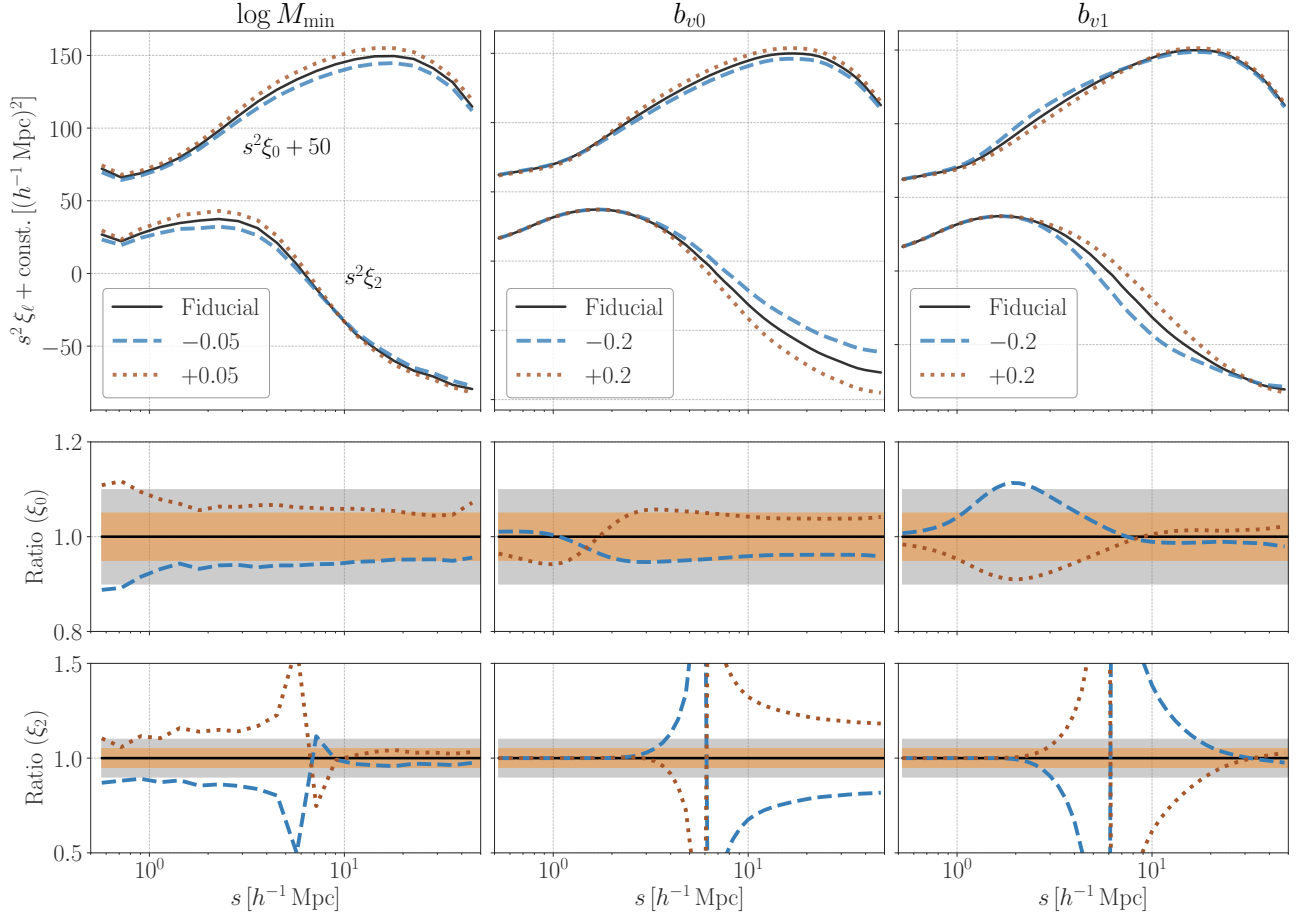 log M_min
b_v0
b_v1
s² ξ_ℓ + const. [(h⁻¹ Mpc)²]
150
100
50
0
−50
s²ξ₀ + 50
s²ξ₂
Fiducial
−0.05
+0.05
Fiducial
−0.2
+0.2
Fiducial
−0.2
+0.2
Ratio (ξ₀)
1.2
1.0
0.8
Ratio (ξ₂)
1.5
1.0
0.5
10⁰ 10¹
10⁰ 10¹
10⁰ 10¹
s [h⁻¹ Mpc]
s [h⁻¹ Mpc]
s [h⁻¹ Mpc]